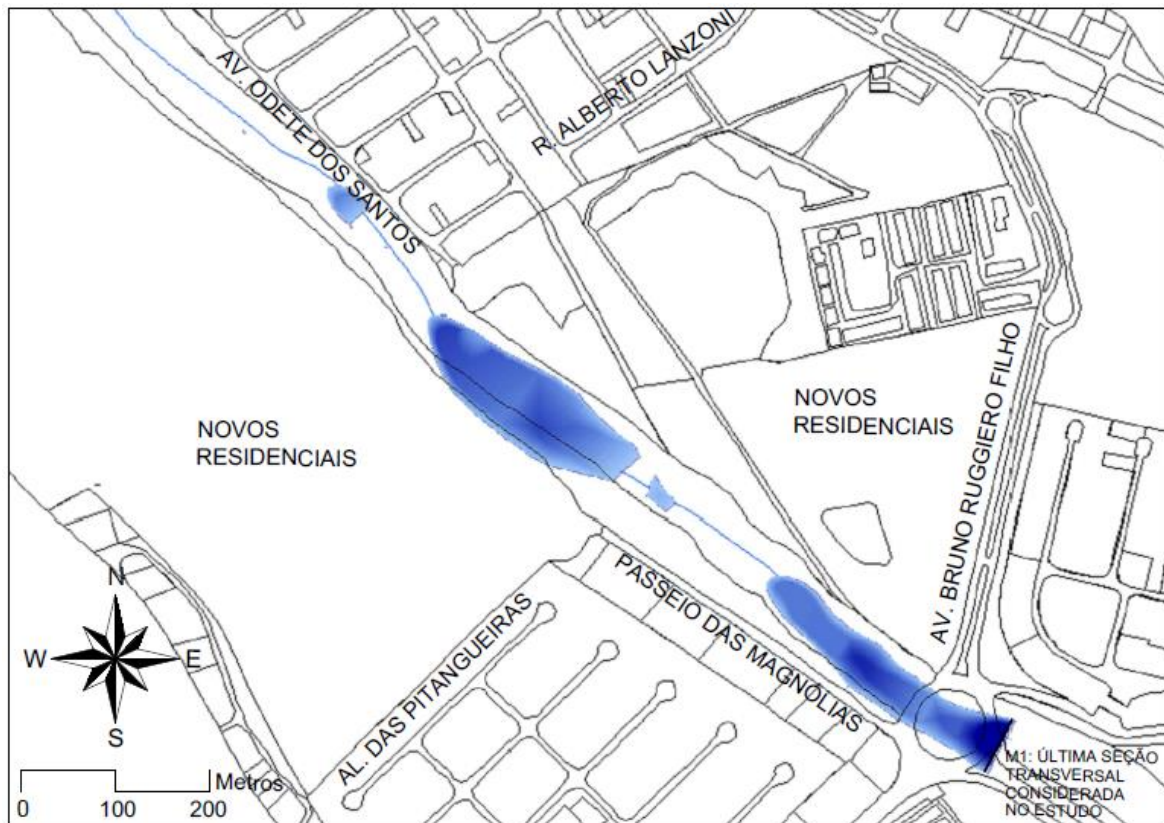 AV. ODETE DOS SANTOS
R. ALBERTO LANZONI
NOVOS
RESIDENCIAIS
NOVOS
RESIDENCIAIS
AV. BRUNO RUGGIERO FILHO
PASSEIO DAS MAGNÓLIAS
AL. DAS PITANGUEIRAS
N
W
E
S
Metros
0 100 200
M1: ÚLTIMA SEÇÃO
TRANSVERSAL
CONSIDERADA
NO ESTUDO